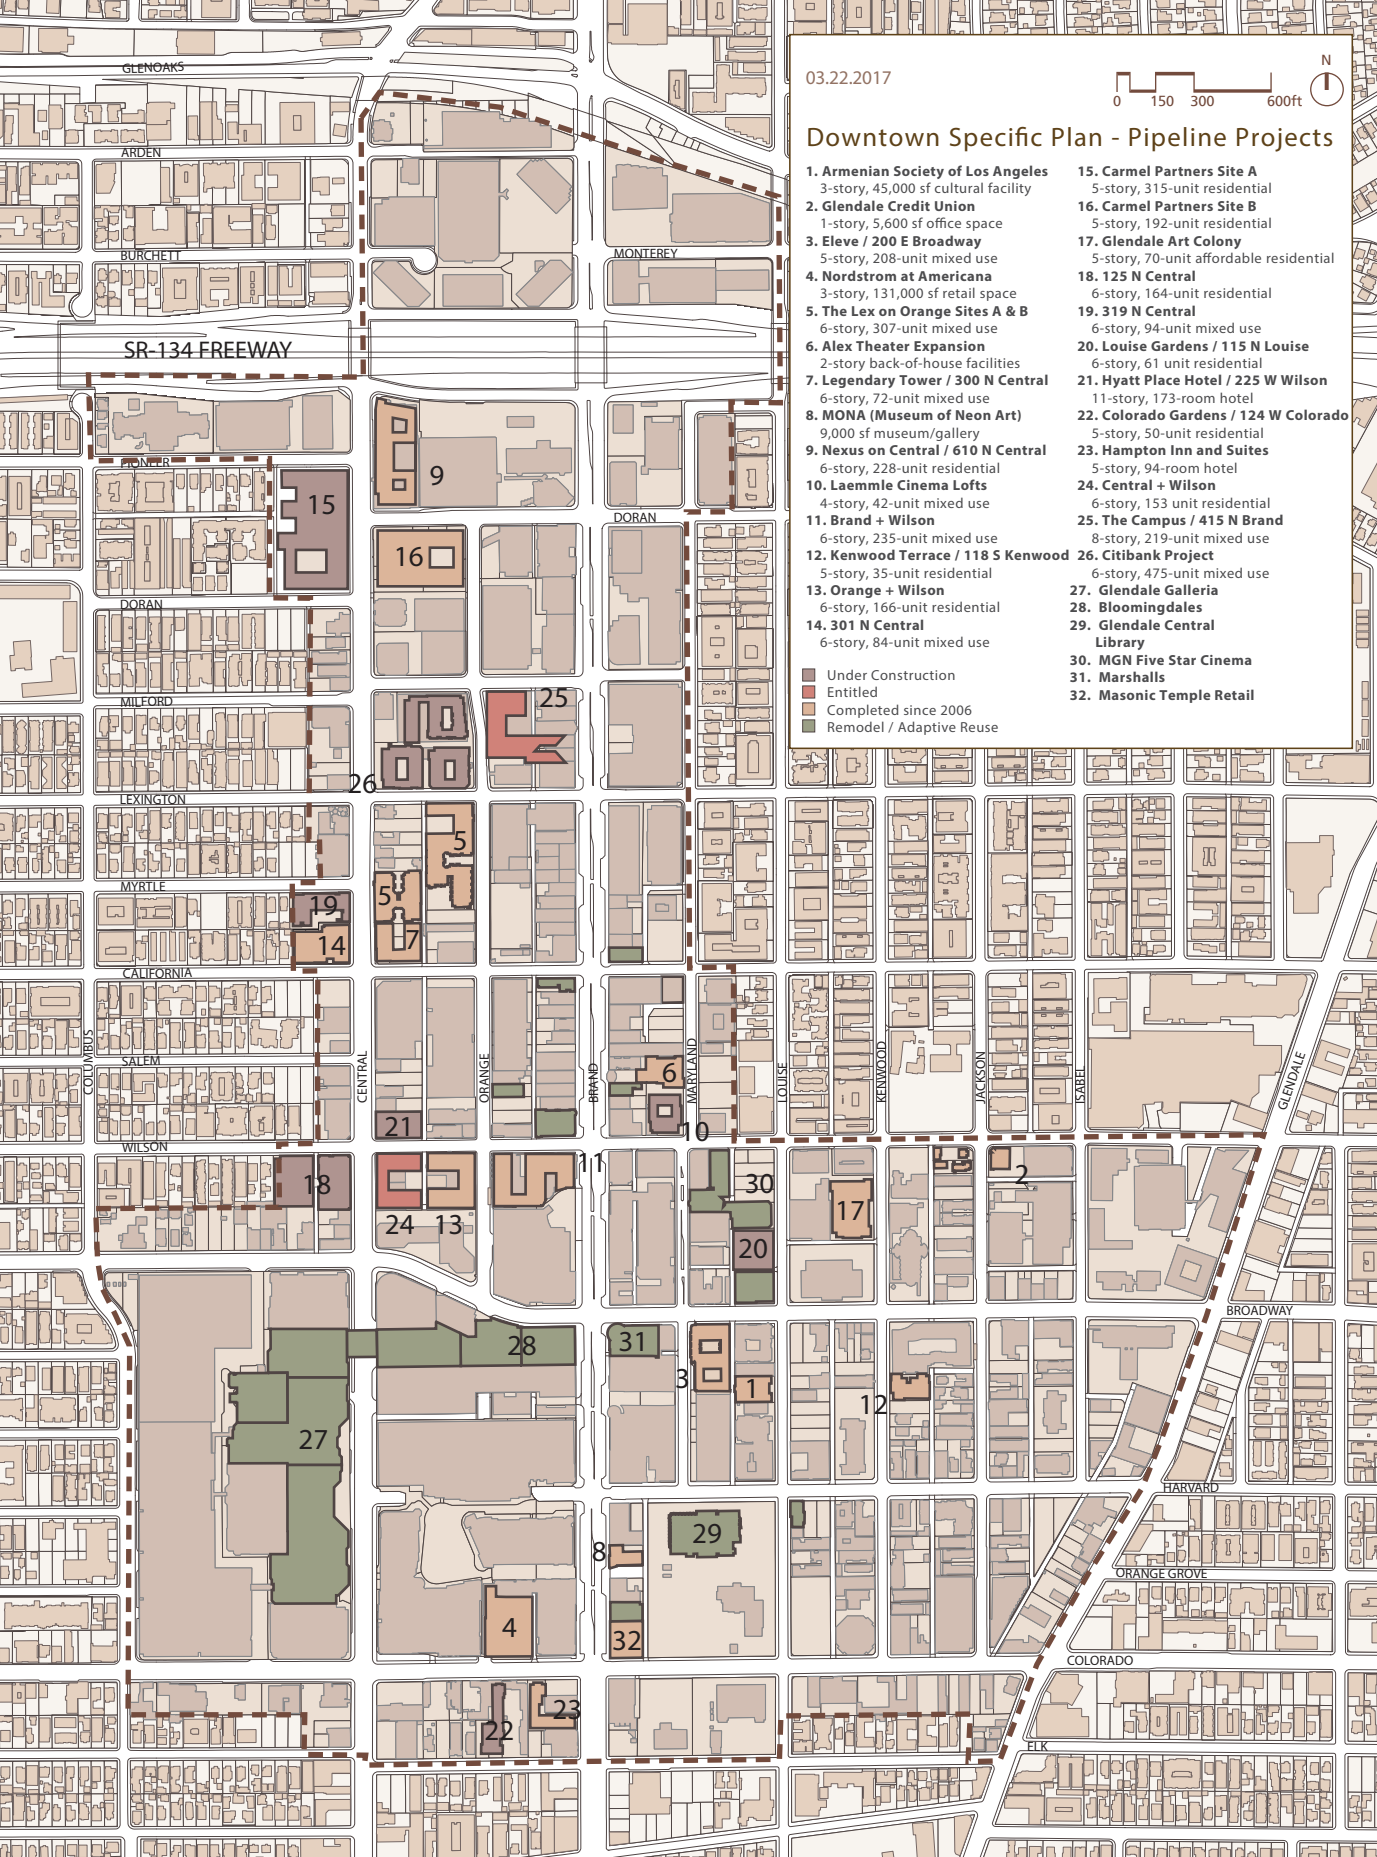 03.22.2017
N
0 150 300 600ft
Downtown Specific Plan - Pipeline Projects
1. Armenian Society of Los Angeles
3-story, 45,000 sf cultural facility
2. Glendale Credit Union
1-story, 5,600 sf office space
3. Eleve / 200 E Broadway
5-story, 208-unit mixed use
4. Nordstrom at Americana
3-story, 131,000 sf retail space
5. The Lex on Orange Sites A & B
6-story, 307-unit mixed use
6. Alex Theater Expansion
2-story back-of-house facilities
7. Legendary Tower / 300 N Central
6-story, 72-unit mixed use
8. MONA (Museum of Neon Art)
9,000 sf museum/gallery
9. Nexus on Central / 610 N Central
6-story, 228-unit residential
10. Laemmle Cinema Lofts
4-story, 42-unit mixed use
11. Brand + Wilson
6-story, 235-unit mixed use
12. Kenwood Terrace / 118 S Kenwood
5-story, 35-unit residential
13. Orange + Wilson
6-story, 166-unit residential
14. 301 N Central
6-story, 84-unit mixed use
15. Carmel Partners Site A
5-story, 315-unit residential
16. Carmel Partners Site B
5-story, 192-unit residential
17. Glendale Art Colony
5-story, 70-unit affordable residential
18. 125 N Central
6-story, 164-unit residential
19. 319 N Central
6-story, 94-unit mixed use
20. Louise Gardens / 115 N Louise
6-story, 61 unit residential
21. Hyatt Place Hotel / 225 W Wilson
11-story, 173-room hotel
22. Colorado Gardens / 124 W Colorado
5-story, 50-unit residential
23. Hampton Inn and Suites
5-story, 94-room hotel
24. Central + Wilson
6-story, 153 unit residential
25. The Campus / 415 N Brand
8-story, 219-unit mixed use
26. Citibank Project
6-story, 475-unit mixed use
27. Glendale Galleria
28. Bloomingdales
29. Glendale Central
Library
30. MGN Five Star Cinema
31. Marshalls
32. Masonic Temple Retail
Under Construction
Entitled
Completed since 2006
Remodel / Adaptive Reuse
GLENOAKS
ARDEN
BURCHETT
MONTEREY
SR-134 FREEWAY
PIONEER
9
15
DORAN
16
DORAN
MILFORD
25
26
LEXINGTON
5
MYRTLE
5
19
14
7
CALIFORNIA
COLUMBUS
SALEM
CENTRAL
ORANGE
BRAND
MARYLAND
LOUISE
KENWOOD
JACKSON
ISABEL
GLENDALE
6
21
10
WILSON
18
11
30
2
17
24
13
20
BROADWAY
28
31
3
1
12
27
HARVARD
29
8
ORANGE GROVE
4
32
COLORADO
23
22
ELK